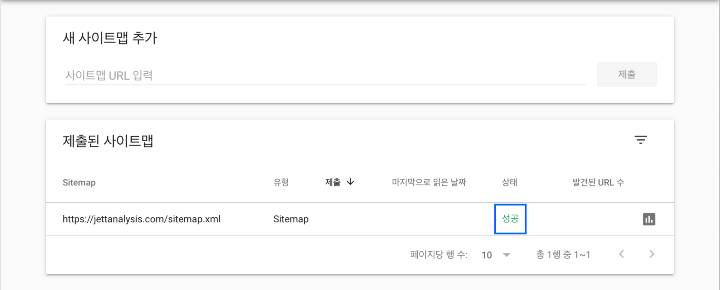 새 사이트맵 추가
사이트맵 URL 입력 제출
제출된 사이트맵
Sitemap 유형 제출 마지막으로 읽은 날짜 상태 발견된 URL 수
https://jettanalysis.com/sitemap.xml Sitemap 성공
페이지당 행 수: 10 총 1행 중 1~1